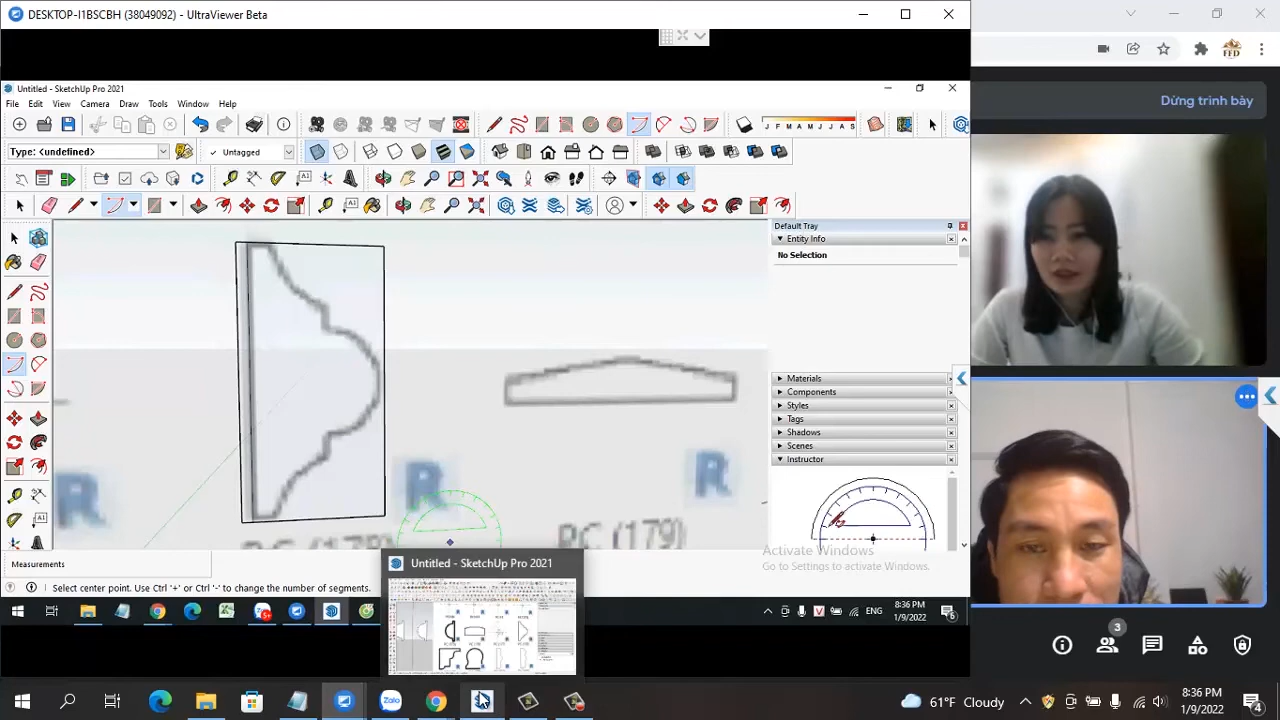 DESKTOP-I1BSCBH (38049092) - UltraViewer Beta
Untitled - SketchUp Pro 2021
File Edit View Camera Draw Tools Window Help
J F M A M J J A S
Type: <undefined>
Untagged
Default Tray
Entity Info
No Selection
Materials
Components
Styles
Tags
Shadows
Scenes
Instructor
R
R
R
PC (179)
Activate Windows
Go to Settings to activate Windows.
Measurements
Select center point. Use Ctrl '+' or Ctrl '-' to change the number of segments.
Untitled - SketchUp Pro 2021
ENG
8:36 PM
1/9/2022
Dừng trình bày
FFD
3
Zalo
61°F Cloudy
8:36 PM
1/9/2022